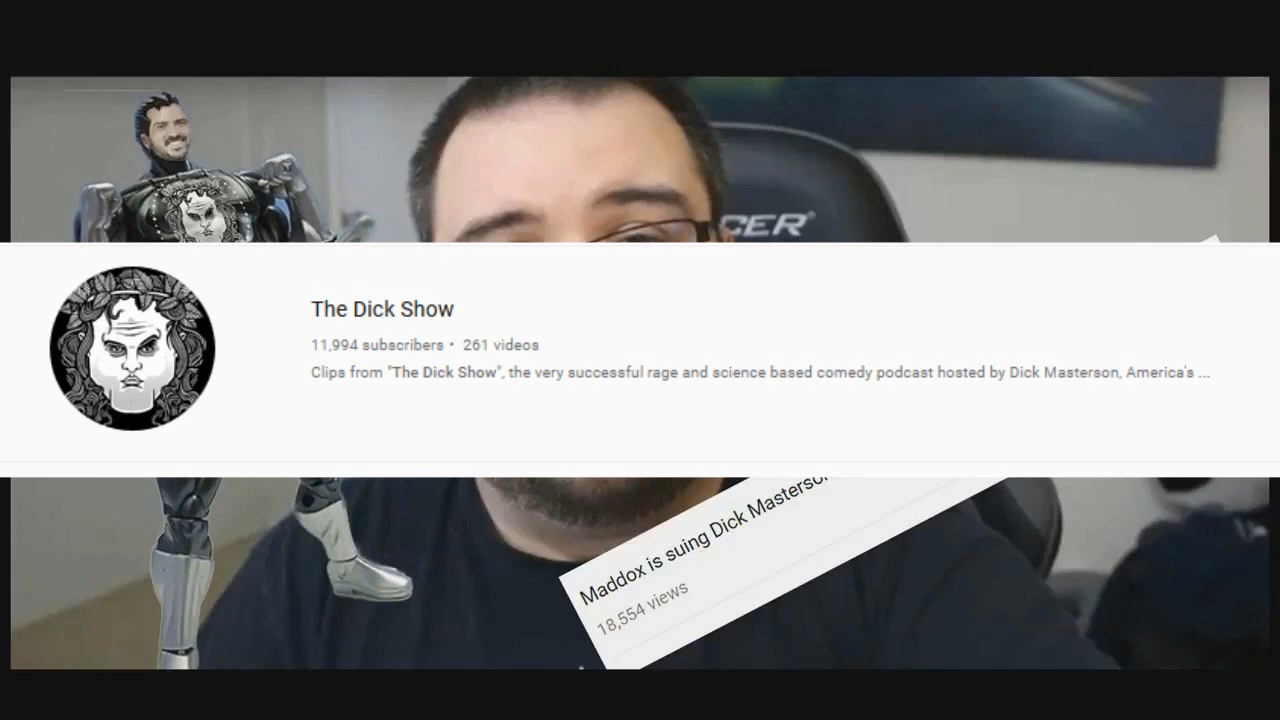 CER
The Dick Show
11,994 subscribers • 261 videos
Clips from "The Dick Show", the very successful rage and science based comedy podcast hosted by Dick Masterson, America's ...
Maddox is suing Dick Masterson
18,554 views